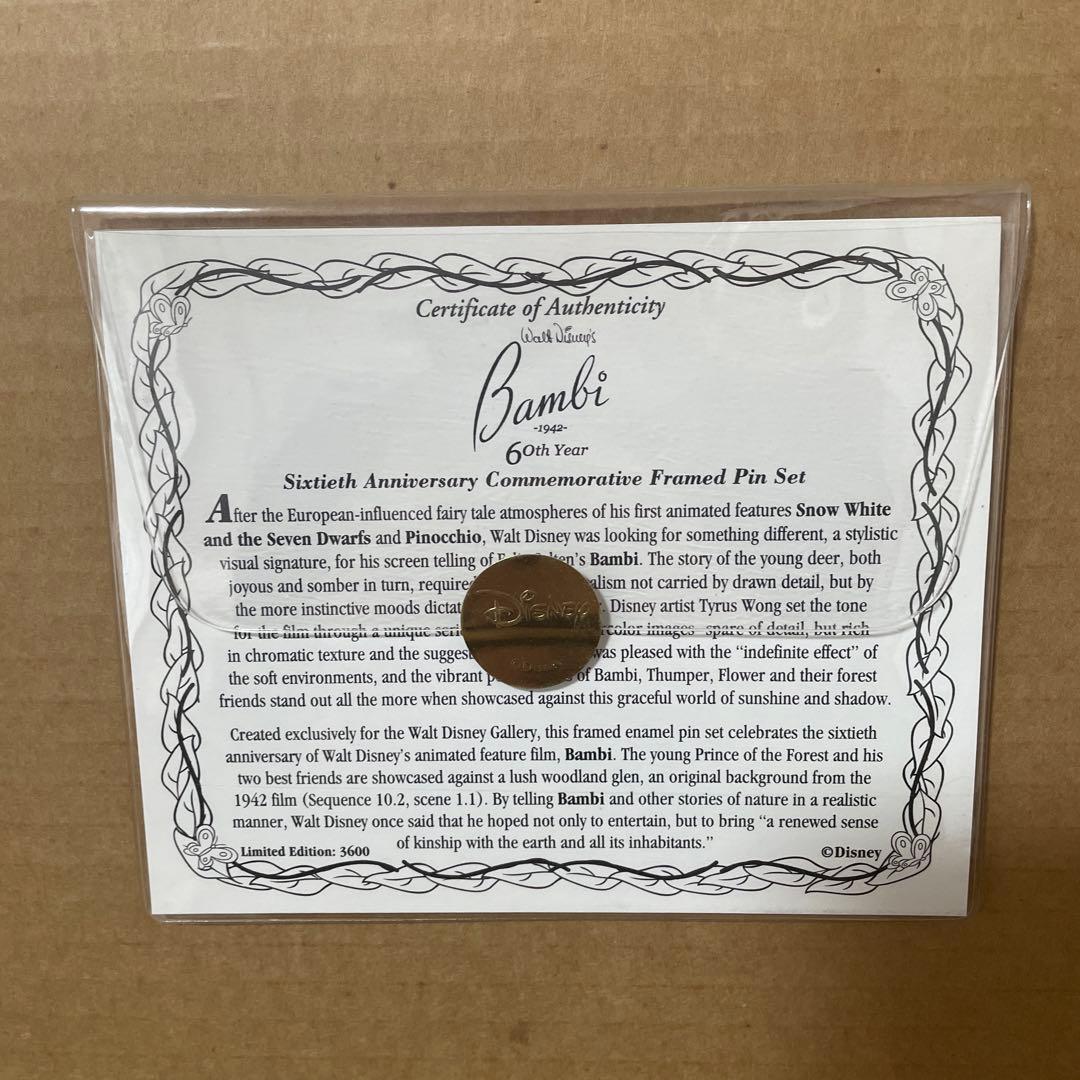 Certificate of Authenticity
Walt Disney's
Bambi
-1942-
60th Year
Sixtieth Anniversary Commemorative Framed Pin Set
After the European-influenced fairy tale atmospheres of his first animated features Snow White
and the Seven Dwarfs and Pinocchio, Walt Disney was looking for something different, a stylistic
visual signature, for his screen telling of Bambi. The story of the young deer, both
joyous and somber in turn, not carried by drawn detail, but by
the more instinctive moods Disney artist Tyrus Wong set the tone
for the film through a unique images spare of detail, but rich
in chromatic texture and the was pleased with the “indefinite effect” of
the soft environments, and the vibrant of Bambi, Thumper, Flower and their forest
friends stand out all the more when showcased against this graceful world of sunshine and shadow.
DISNEY
©Disney
Created exclusively for the Walt Disney Gallery, this framed enamel pin set celebrates the sixtieth
anniversary of Walt Disney's animated feature film, Bambi. The young Prince of the Forest and his
two best friends are showcased against a lush woodland glen, an original background from the
1942 film (Sequence 10.2, scene 1.1). By telling Bambi and other stories of nature in a realistic
manner, Walt Disney once said that he hoped not only to entertain, but to bring “a renewed sense
of kinship with the earth and all its inhabitants.”
Limited Edition: 3600
©Disney